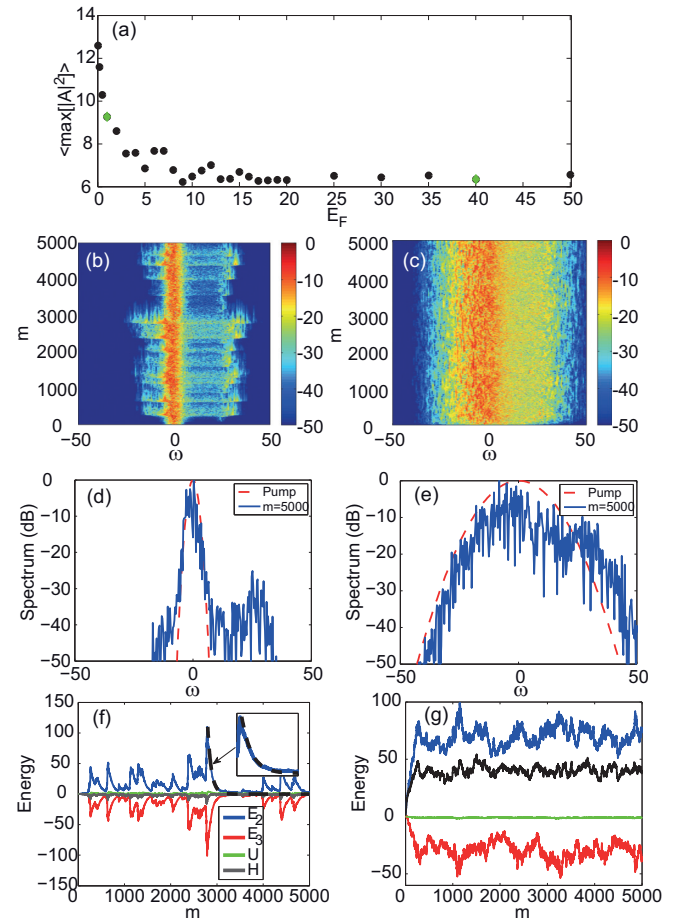 (a)
14
12
10
8
6
<max[|A|²]>
0 5 10 15 20 25 30 35 40 45 50
E_F
(b)
5000
4000
3000
2000
1000
0
m
-50 0 50
ω
0
-10
-20
-30
-40
-50
(c)
5000
4000
3000
2000
1000
0
m
-50 0 50
ω
0
-10
-20
-30
-40
-50
(d)
Pump
m=5000
0
−10
−20
−30
−40
−50
Spectrum (dB)
−50 0 50
ω
(e)
Pump
m=5000
0
−10
−20
−30
−40
−50
Spectrum (dB)
−50 0 50
ω
(f)
150
100
50
0
−50
−100
−150
Energy
E₂
E₃
U
H
0 1000 2000 3000 4000 5000
m
(g)
100
50
0
−50
Energy
0 1000 2000 3000 4000 5000
m